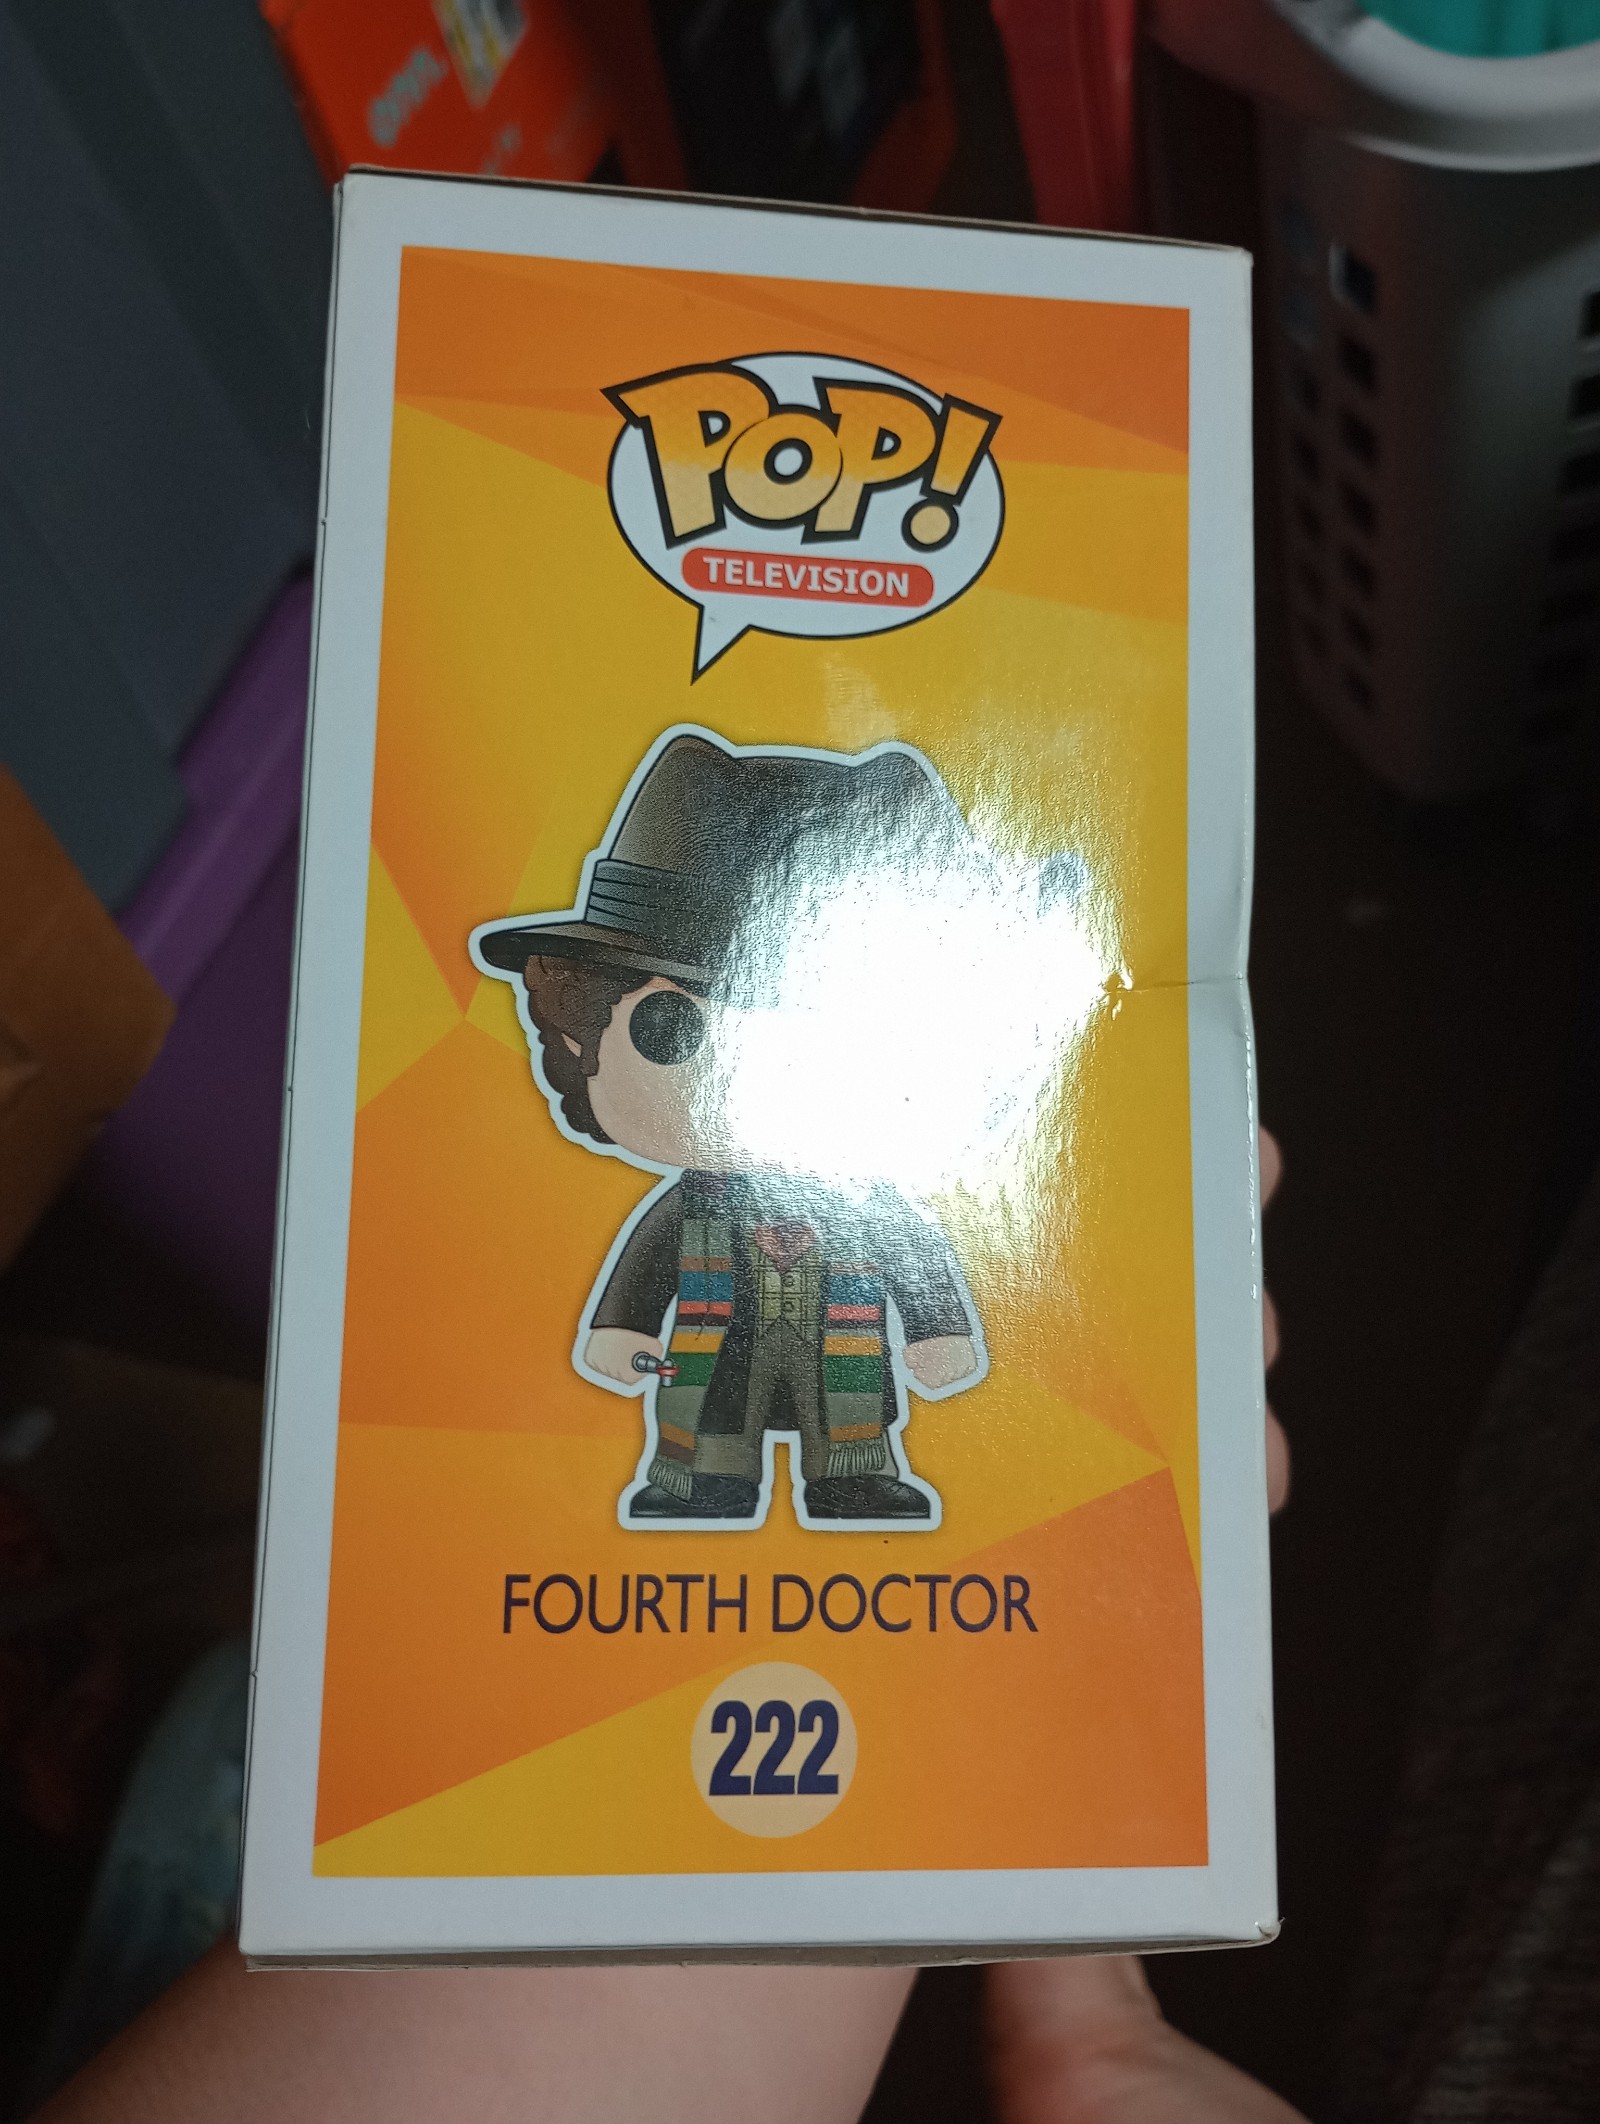 POP!
TELEVISION
FOURTH DOCTOR
222